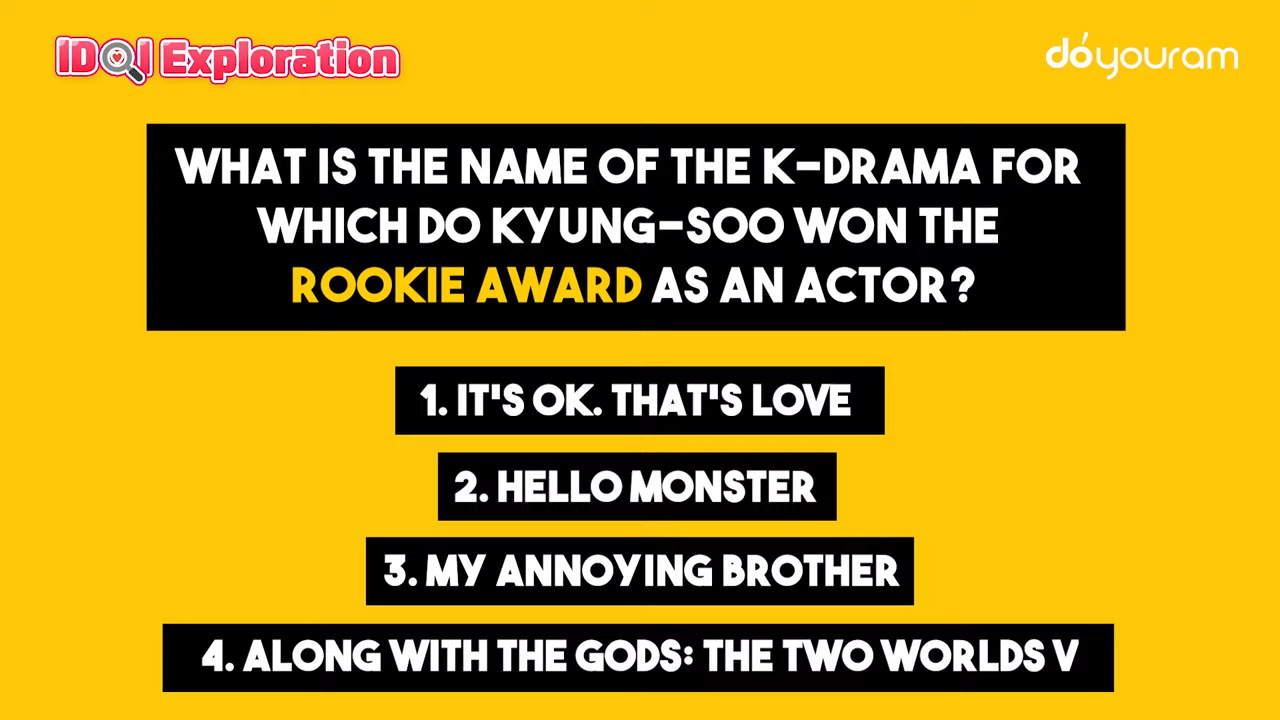 IDOL Exploration
dóyouram
WHAT IS THE NAME OF THE K-DRAMA FOR
WHICH DO KYUNG-SOO WON THE
ROOKIE AWARD AS AN ACTOR?
1. IT'S OK. THAT'S LOVE
2. HELLO MONSTER
3. MY ANNOYING BROTHER
4. ALONG WITH THE GODS: THE TWO WORLDS V